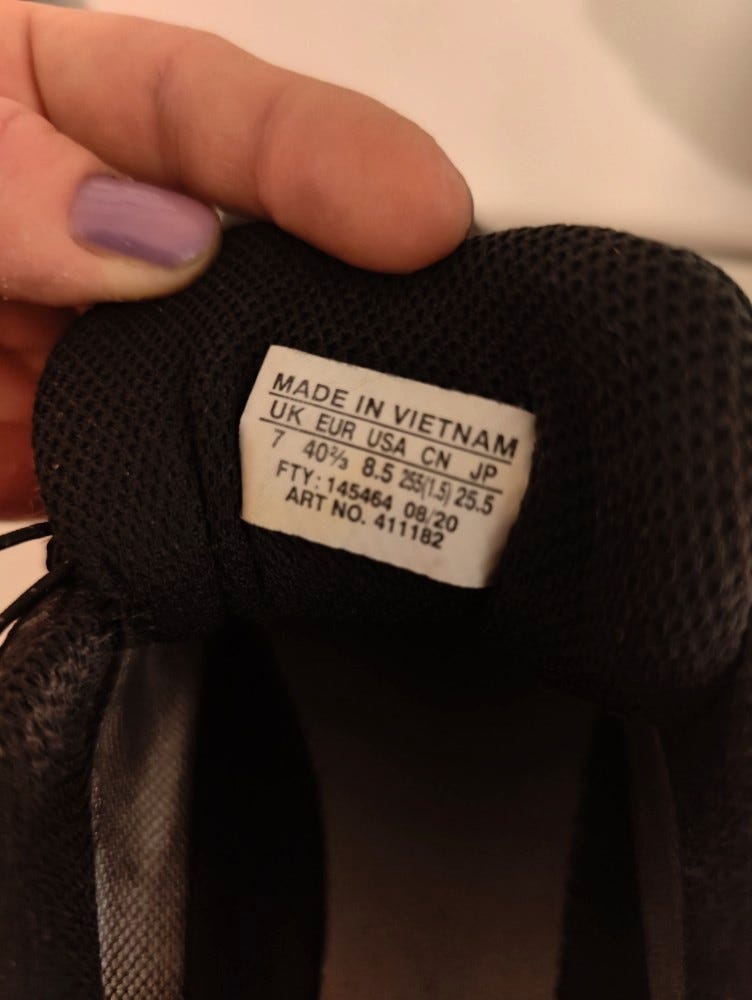 MADE IN VIETNAM
UK EUR USA CN JP
7 40⅔ 8.5 255(1.5) 25.5
FTY: 145464 08/20
ART NO. 411182